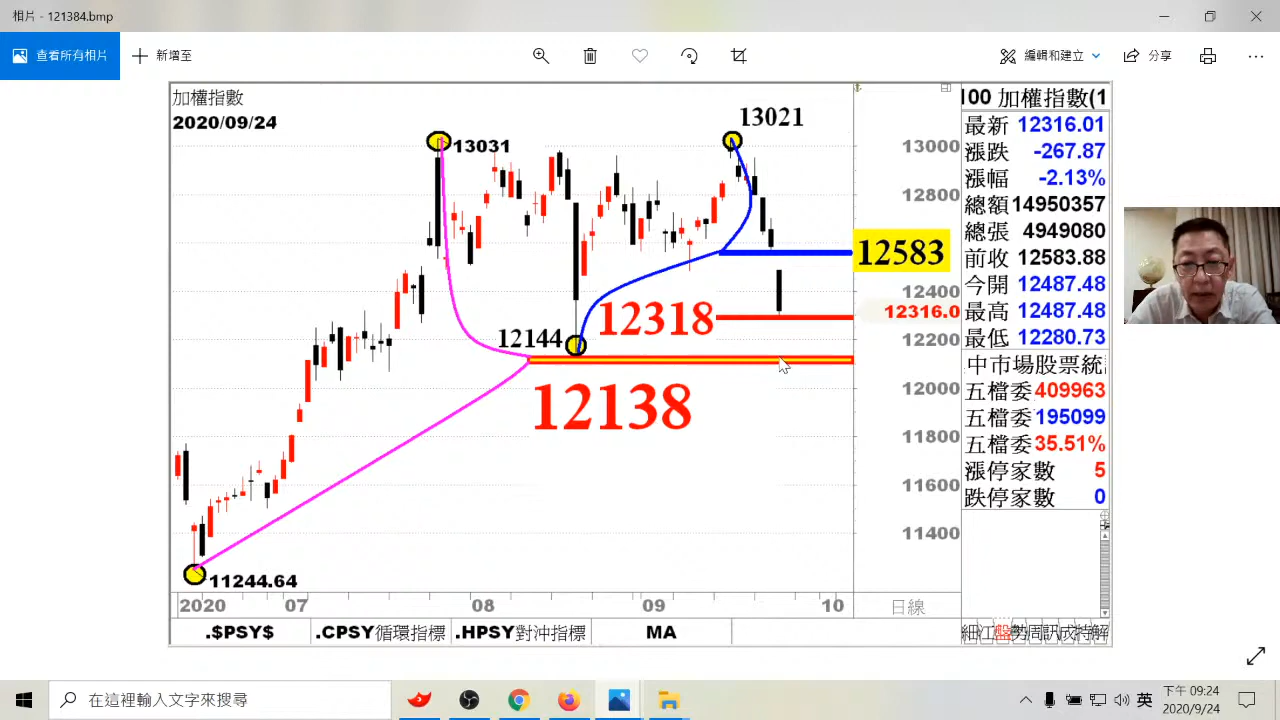 相片 - 121384.bmp
查看所有相片
新增至
編輯和建立
分享
加權指數
2020/09/24
13031
13021
12144
12318
12138
11244.64
13000
12800
12583
12400
12316.0
12200
12000
11800
11600
11400
2020 07 08 09 10
日線
.$PSY$ .CPSY循環指標 .HPSY對沖指標 MA
100 加權指數(1
最新 12316.01
漲跌 -267.87
漲幅 -2.13%
總額 14950357
總張 4949080
前收 12583.88
今開 12487.48
最高 12487.48
最低 12280.73
中市場股票統
五檔委 409963
五檔委 195099
五檔委 35.51%
漲停家數 5
跌停家數 0
在這裡輸入文字來搜尋
英
下午 09:24
2020/9/24